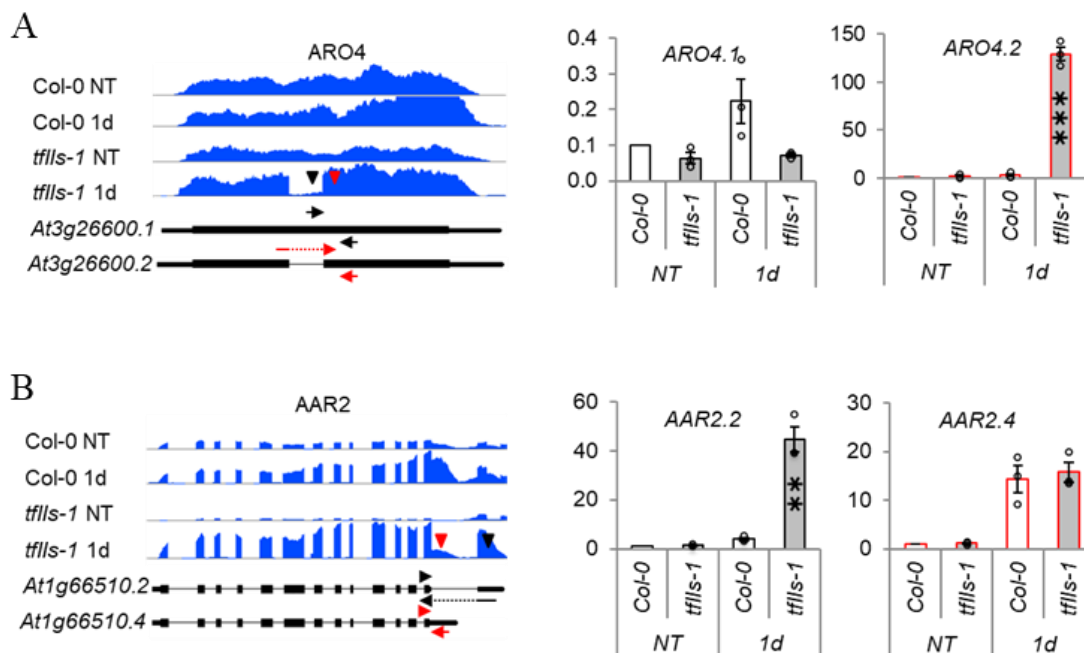 A
ARO4
Col-0 NT
Col-0 1d
tfIIs-1 NT
tfIIs-1 1d
At3g26600.1
At3g26600.2
ARO4.1
0.4
0.3
0.2
0.1
0.0
Col-0
tfIIs-1
Col-0
tfIIs-1
NT
1d
ARO4.2
150
100
50
0
***
Col-0
tfIIs-1
Col-0
tfIIs-1
NT
1d
B
AAR2
Col-0 NT
Col-0 1d
tfIIs-1 NT
tfIIs-1 1d
At1g66510.2
At1g66510.4
AAR2.2
60
40
20
0
**
Col-0
tfIIs-1
Col-0
tfIIs-1
NT
1d
AAR2.4
30
20
10
0
Col-0
tfIIs-1
Col-0
tfIIs-1
NT
1d